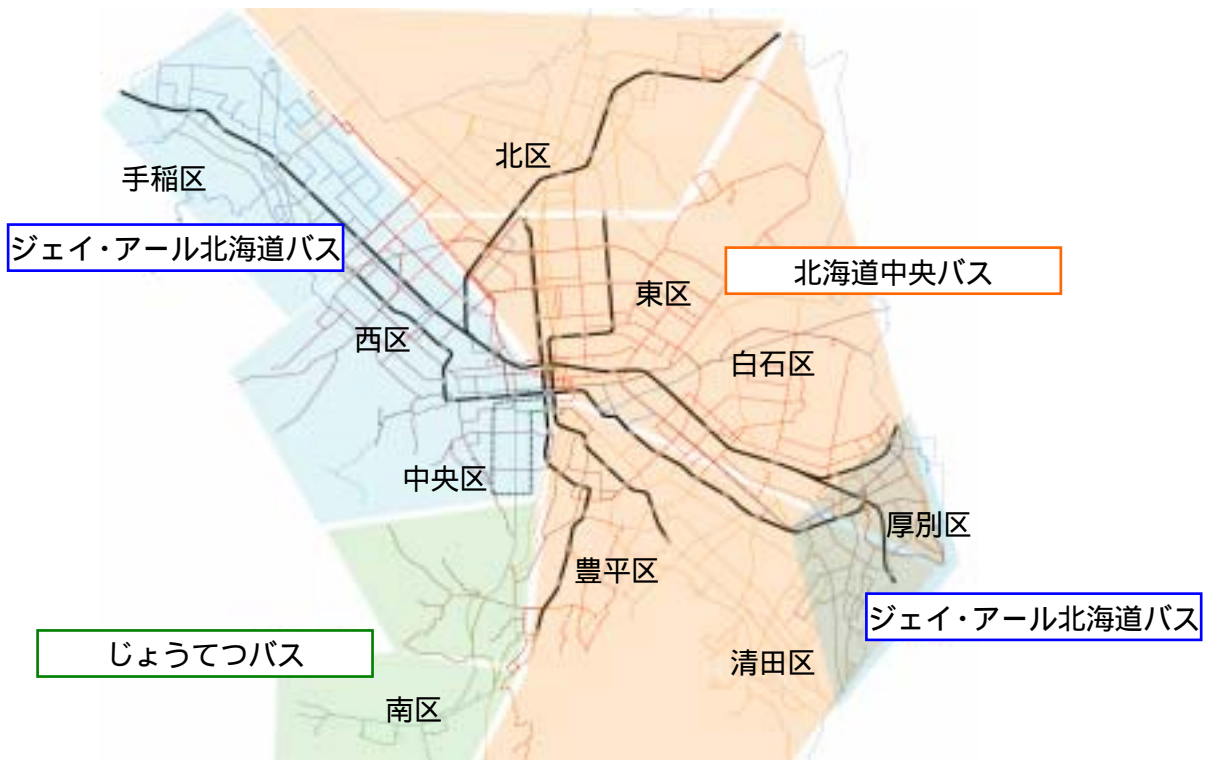 北区
手稲区
ジェイ・アール北海道バス
北海道中央バス
東区
西区
白石区
中央区
厚別区
豊平区
ジェイ・アール北海道バス
じょうてつバス
清田区
南区